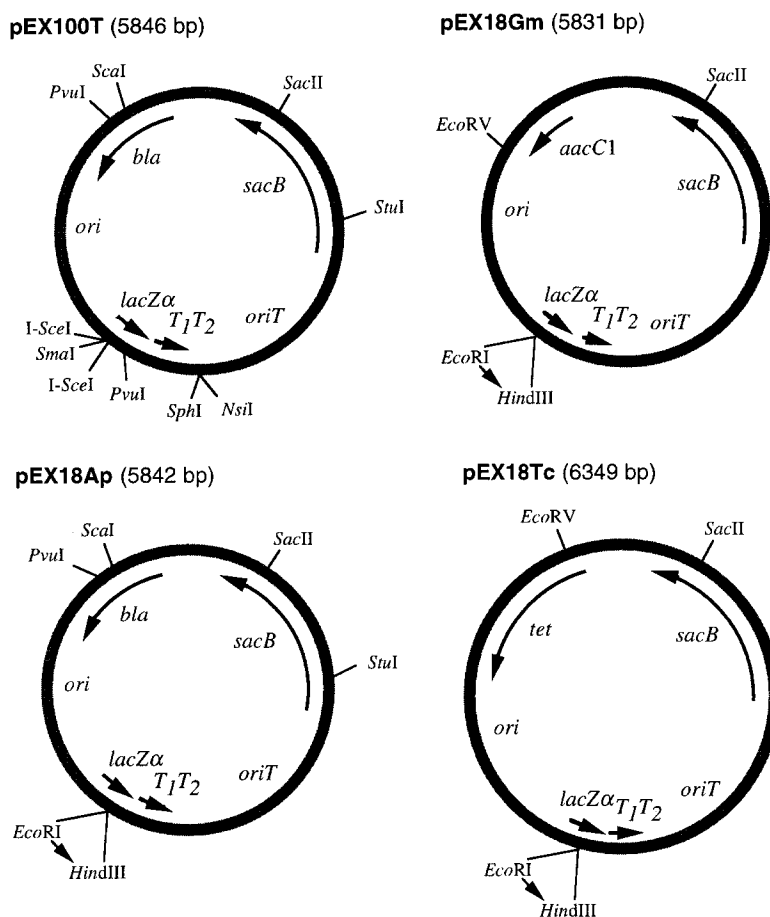 pEX100T (5846 bp)
ScaI
PvuI
SacII
bla
sacB
StuI
ori
lacZα
T1T2
oriT
I-SceI
SmaI
I-SceI
PvuI
SphI
NsiI
pEX18Gm (5831 bp)
SacII
EcoRV
aacC1
sacB
ori
lacZα
T1T2
oriT
EcoRI
HindIII
pEX18Ap (5842 bp)
ScaI
PvuI
SacII
bla
sacB
StuI
ori
lacZα
T1T2
oriT
EcoRI
HindIII
pEX18Tc (6349 bp)
EcoRV
SacII
tet
sacB
ori
lacZα
T1T2
oriT
EcoRI
HindIII